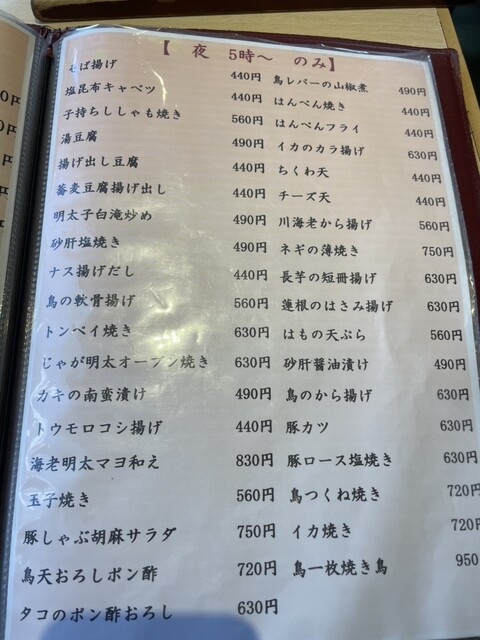 【 夜 5時～ のみ】
そば揚げ 440円
塩昆布キャベツ 440円
子持ちししゃも焼き 560円
湯豆腐 490円
揚げ出し豆腐 440円
蕎麦豆腐揚げ出し 440円
明太子白滝炒め 490円
砂肝塩焼き 490円
ナス揚げだし 440円
鳥の軟骨揚げ 560円
トンペイ焼き 630円
じゃが明太オーブン焼き 630円
カキの南蛮漬け 490円
トウモロコシ揚げ 440円
海老明太マヨ和え 830円
玉子焼き 560円
豚しゃぶ胡麻サラダ 750円
鳥天おろしポン酢 720円
タコのポン酢おろし 630円
鳥レバーの山椒煮 490円
はんぺん焼き 440円
はんぺんフライ 440円
イカのカラ揚げ 630円
ちくわ天 440円
チーズ天 440円
川海老から揚げ 560円
ネギの薄焼き 750円
長芋の短冊揚げ 630円
蓮根のはさみ揚げ 630円
はもの天ぷら 560円
砂肝醤油漬け 490円
鳥のから揚げ 630円
豚カツ 630円
豚ロース塩焼き 630円
鳥つくね焼き 720円
イカ焼き 720円
鳥一枚焼き鳥 950